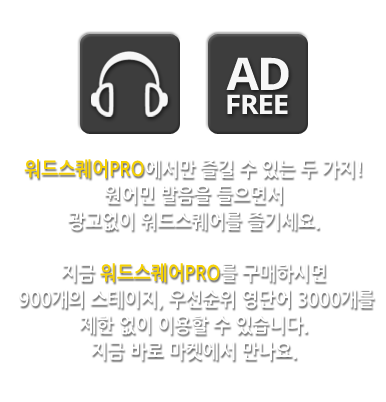 AD
FREE
워드스퀘어PRO에서만 즐길 수 있는 두 가지!
원어민 발음을 들으면서
광고없이 워드스퀘어를 즐기세요.
지금 워드스퀘어PRO를 구매하시면
900개의 스테이지, 우선순위 영단어 3000개를
제한 없이 이용할 수 있습니다.
지금 바로 마켓에서 만나요.